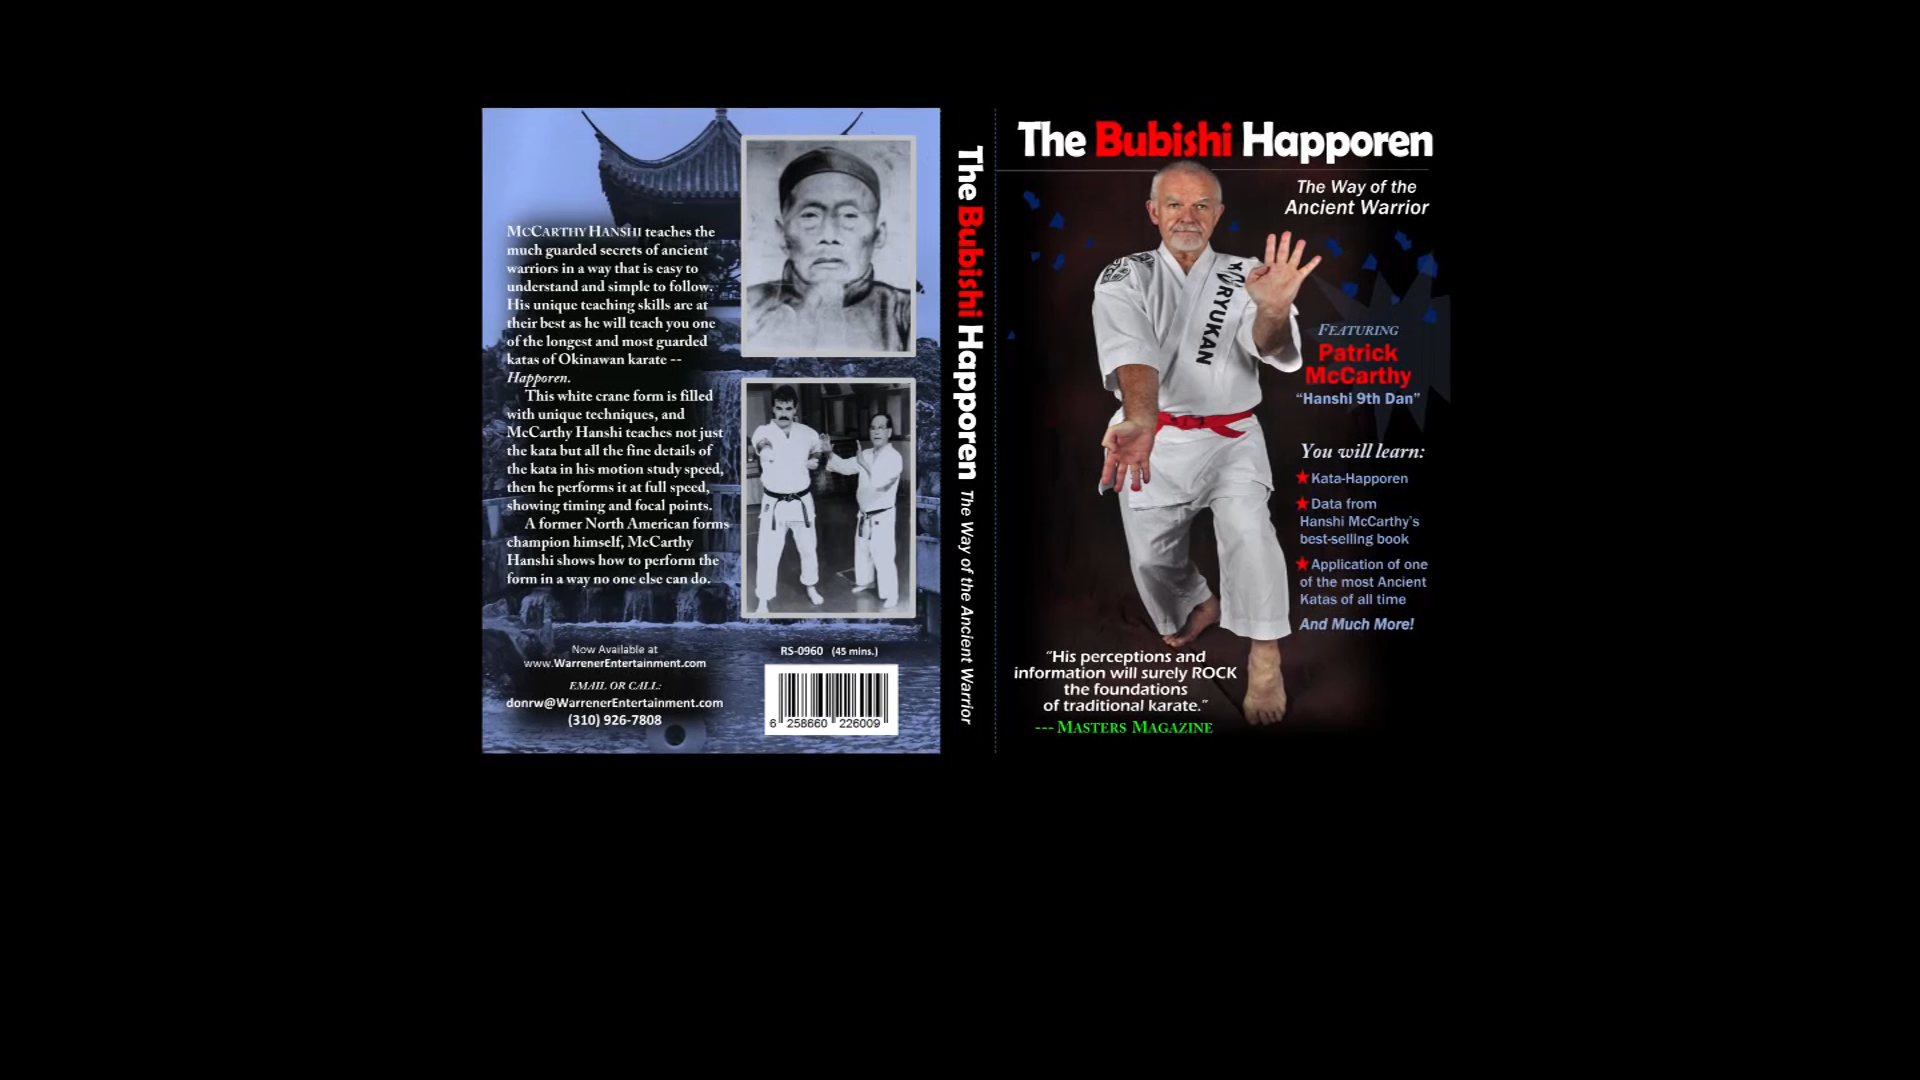 McCarthy Hanshi teaches the
much guarded secrets of ancient
warriors in a way that is easy to
understand and simple to follow.
His unique teaching skills are at
their best as he will teach you one
of the longest and most guarded
katas of Okinawan karate --
Happoren.
This white crane form is filled
with unique techniques, and
McCarthy Hanshi teaches not just
the kata but all the fine details of
the kata in his motion study speed,
then he performs it at full speed,
showing timing and focal points.
A former North American forms
champion himself, McCarthy
Hanshi shows how to perform the
form in a way no one else can do.
Now Available at
www.WarrenerEntertainment.com
EMAIL OR CALL:
donrw@WarrenerEntertainment.com
(310) 926-7808
RS-0960 (45 mins.)
6 258660 226009
The Bubishi Happoren The Way of the Ancient Warrior
The Bubishi Happoren
The Way of the
Ancient Warrior
KORYUKAN
Featuring
Patrick
McCarthy
“Hanshi 9th Dan”
You will learn:
Kata-Happoren
Data from
Hanshi McCarthy's
best-selling book
Application of one
of the most Ancient
Katas of all time
And Much More!
"His perceptions and
information will surely ROCK
the foundations
of traditional karate."
--- Masters Magazine